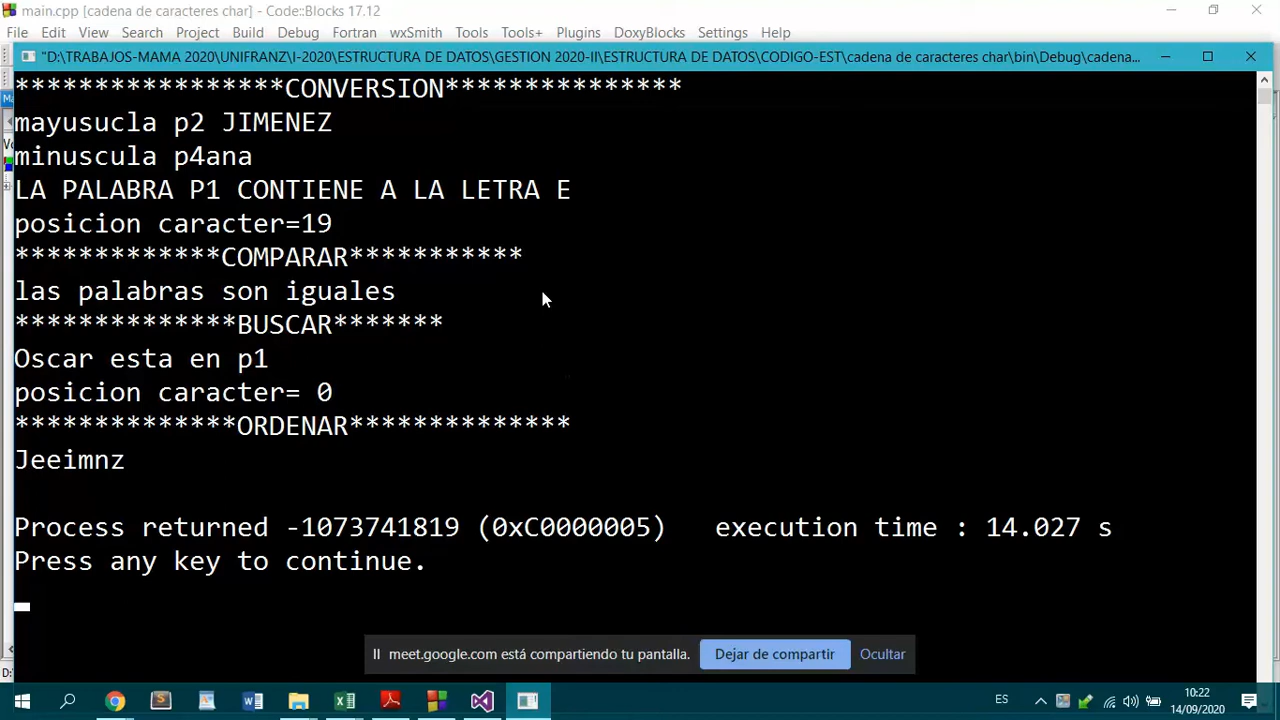 main.cpp [cadena de caracteres char] - Code::Blocks 17.12
File Edit View Search Project Build Debug Fortran wxSmith Tools Tools+ Plugins DoxyBlocks Settings Help
"D:\TRABAJOS-MAMA 2020\UNIFRANZ\I-2020\ESTRUCTURA DE DATOS\GESTION 2020-II\ESTRUCTURA DE DATOS\CODIGO-EST\cadena de caracteres char\bin\Debug\cadena...
*****************CONVERSION***************
mayusucla p2 JIMENEZ
minuscula p4ana
LA PALABRA P1 CONTIENE A LA LETRA E
posicion caracter=19
*************COMPARAR***********
las palabras son iguales
**************BUSCAR*******
Oscar esta en p1
posicion caracter= 0
**************ORDENAR**************
Jeeimnz
Process returned -1073741819 (0xC0000005)   execution time : 14.027 s
Press any key to continue.
meet.google.com está compartiendo tu pantalla. Dejar de compartir Ocultar
ES 10:22
14/09/2020